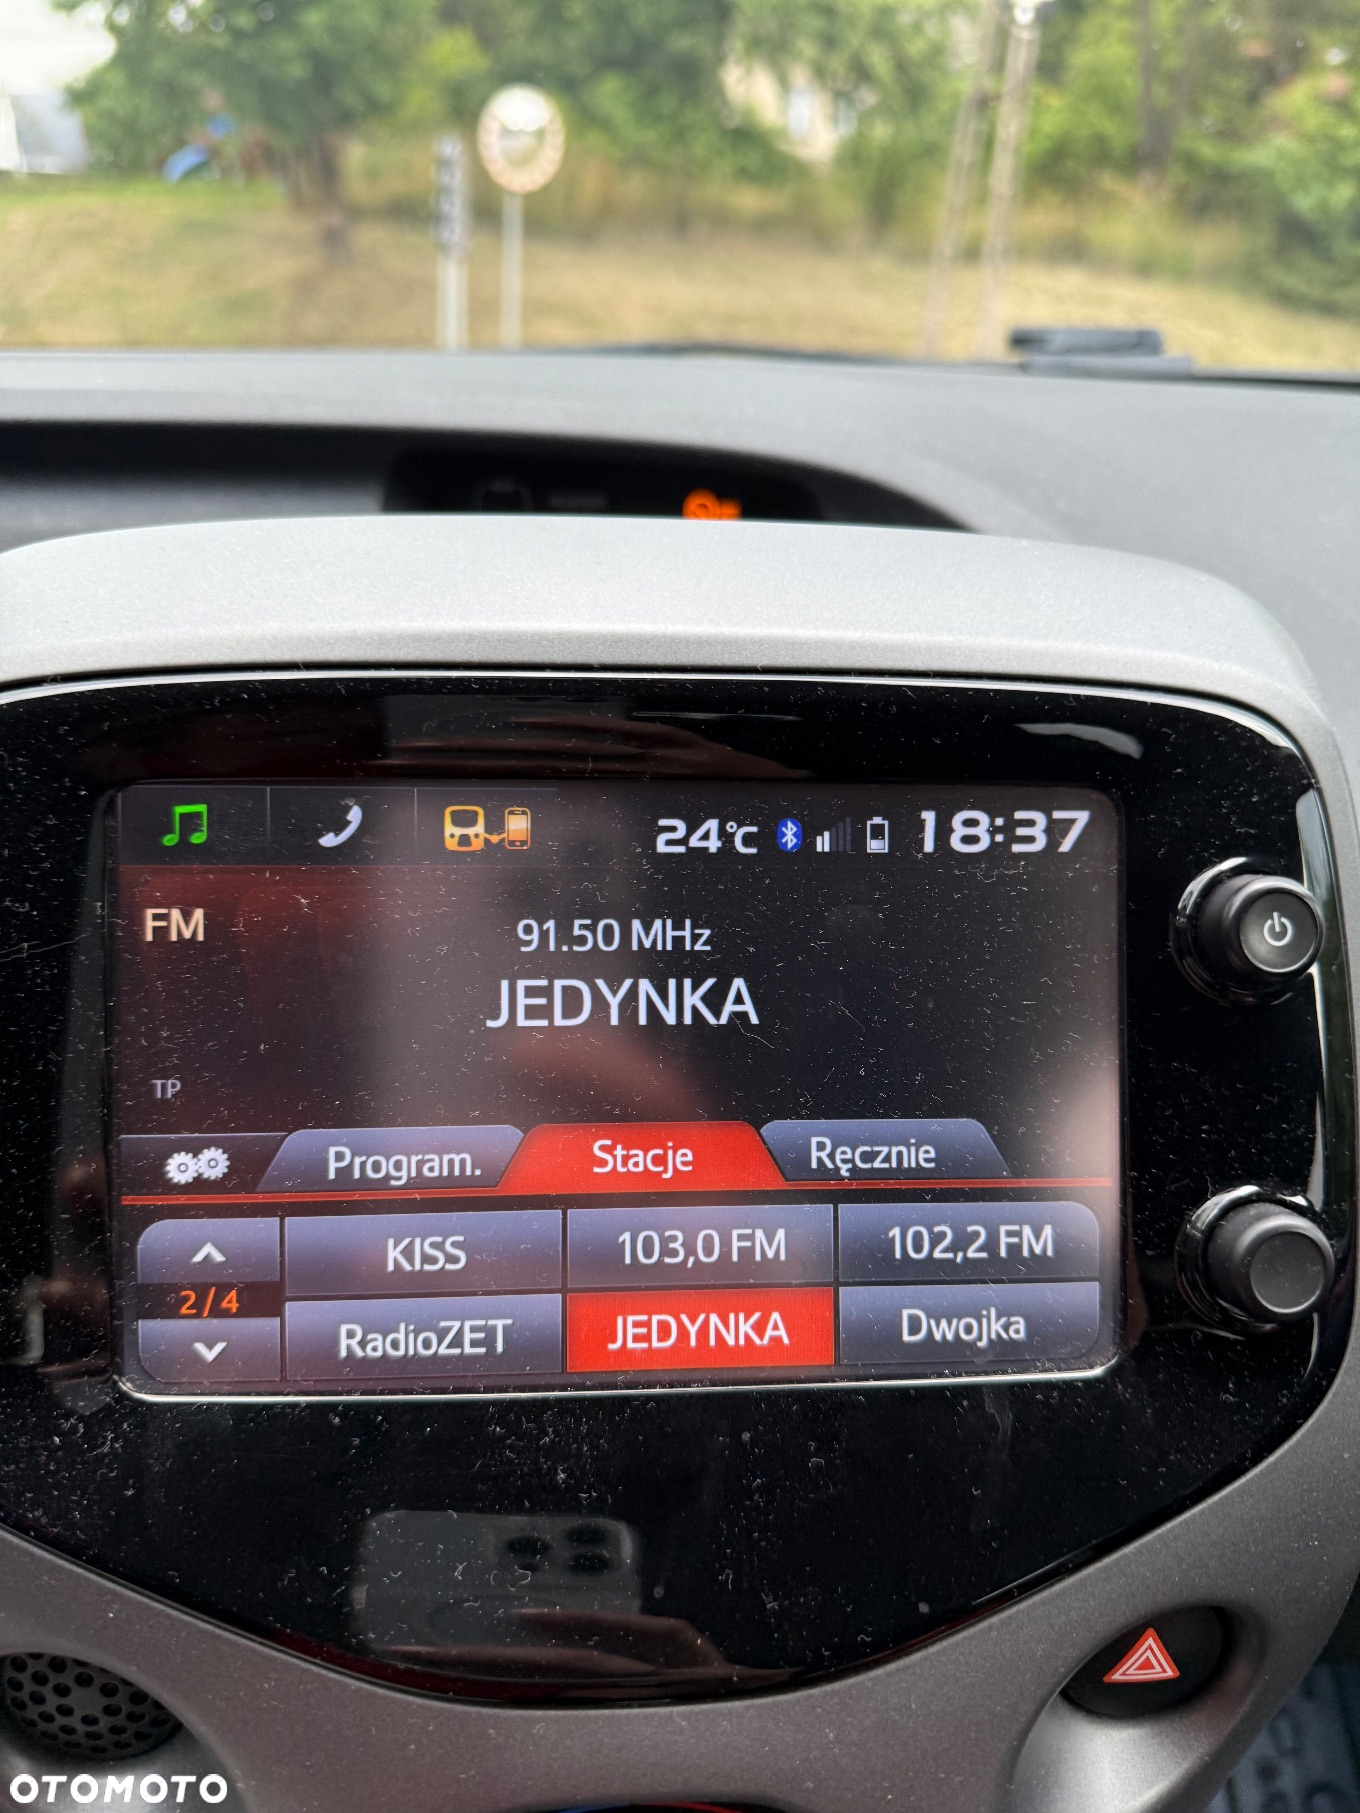 24°C 18:37
FM
91.50 MHz
JEDYNKA
TP
Program. Stacje Ręcznie
KISS 103,0 FM 102,2 FM
2/4
RadioZET JEDYNKA Dwojka
OTOMOTO